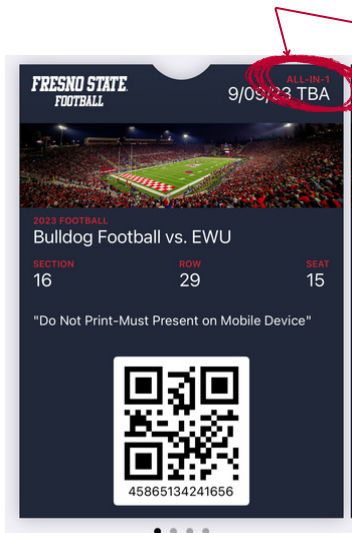 FRESNO STATE
FOOTBALL
ALL-IN-1
9/09/23 TBA
2023 FOOTBALL
Bulldog Football vs. EWU
SECTION ROW SEAT
16 29 15
"Do Not Print-Must Present on Mobile Device"
45865134241656